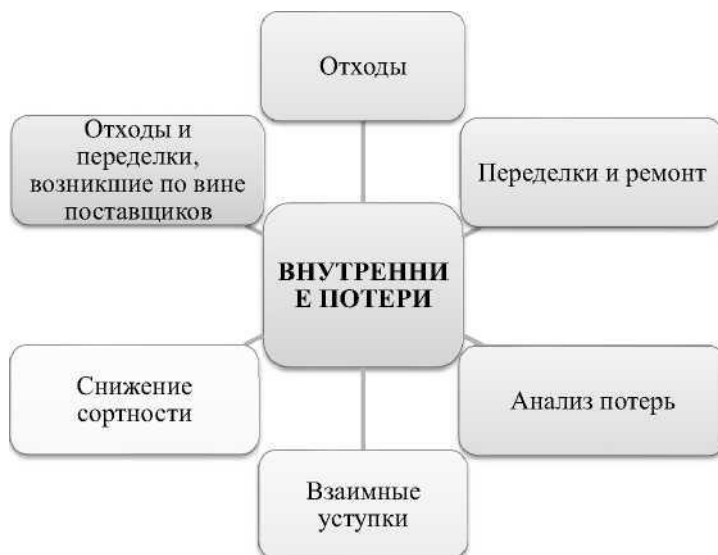 Отходы
Отходы и
переделки,
возникшие по вине
поставщиков
Переделки и ремонт
ВНУТРЕННИ
Е ПОТЕРИ
Снижение
сортности
Анализ потерь
Взаимные
уступки